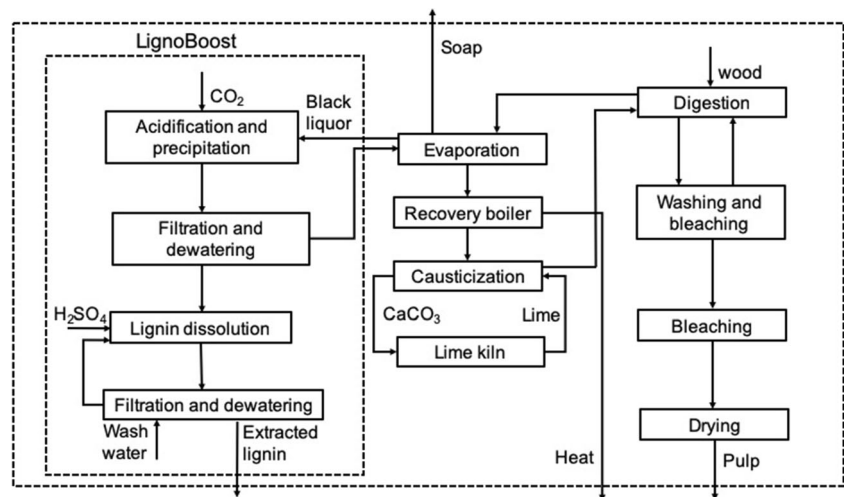 LignoBoost
CO2
Acidification and
precipitation
Black
liquor
Filtration and
dewatering
H2SO4
Lignin dissolution
Filtration and dewatering
Wash
water
Extracted
lignin
Soap
Evaporation
Recovery boiler
Causticization
CaCO3
Lime
Lime kiln
Heat
wood
Digestion
Washing and
bleaching
Bleaching
Drying
Pulp